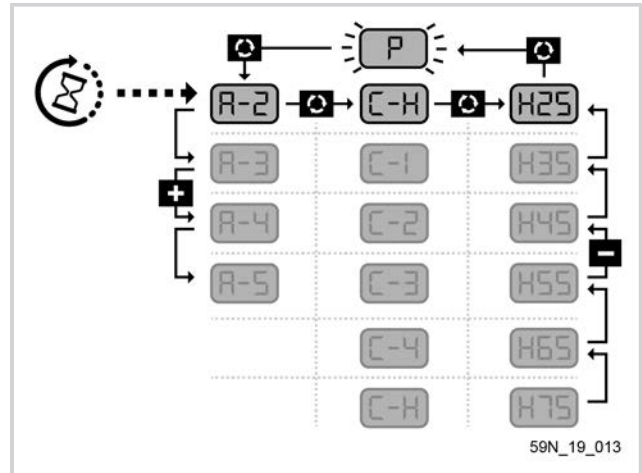 P
A-2 C-H H25
A-3 C-1 H35
+
A-4 C-2 H45
-
A-5 C-3 H55
C-4 H65
C-H H75
59N_19_013